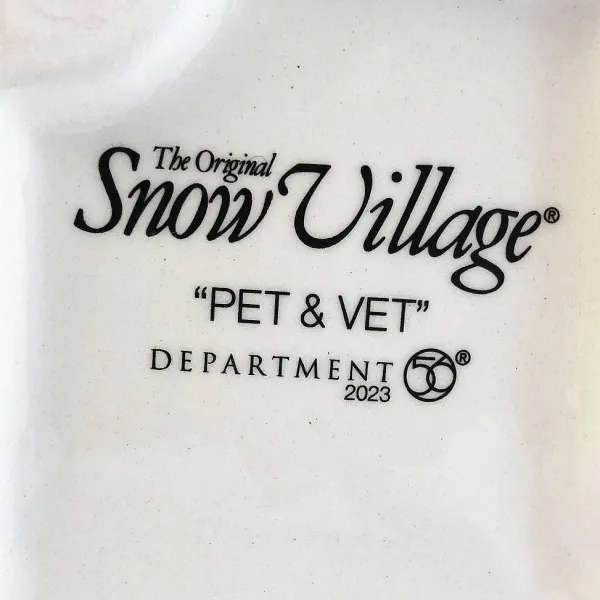 The Original
Snow Village®
“PET & VET”
DEPARTMENT 56®
2023